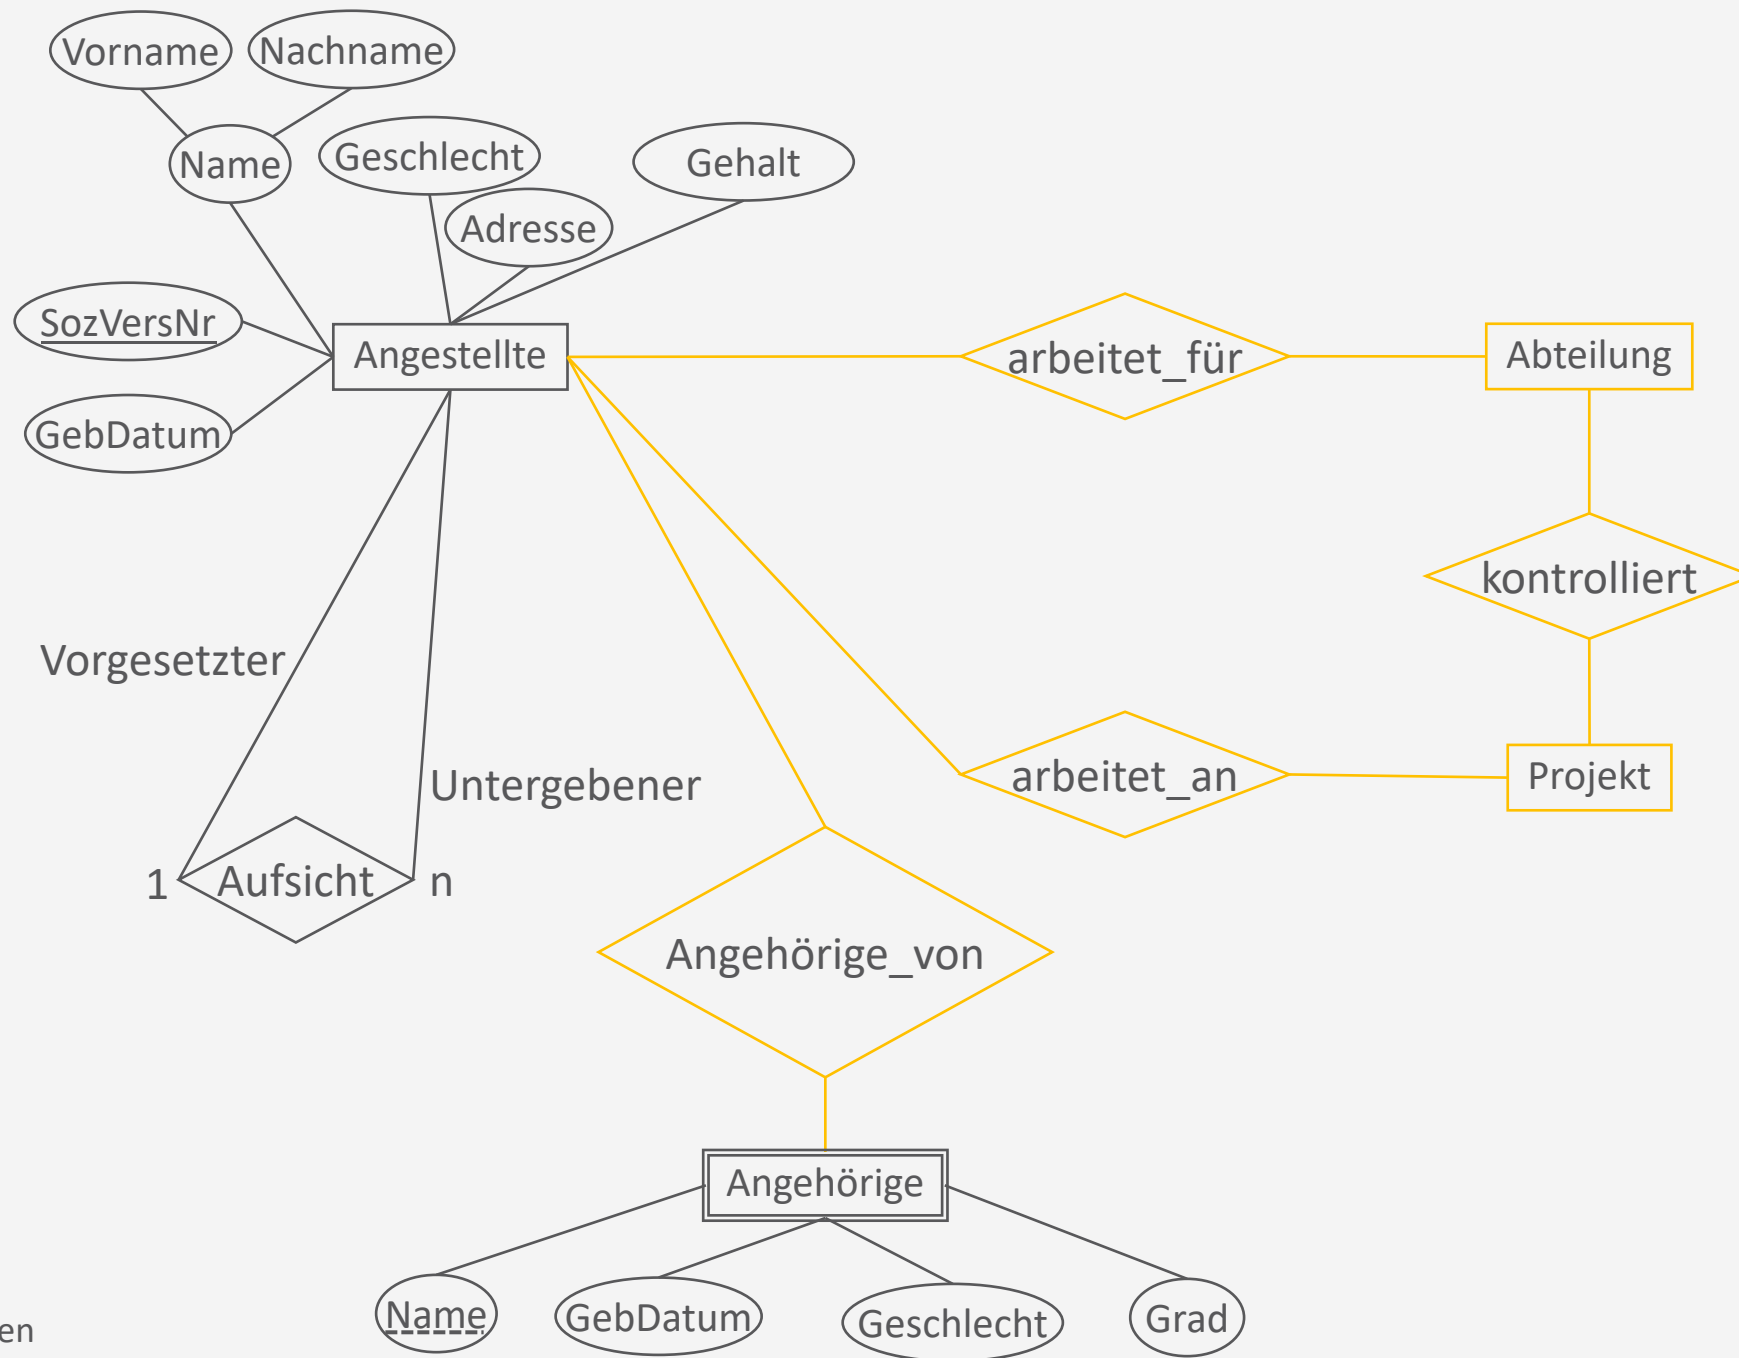 Vorname
Nachname
Name
Geschlecht
Gehalt
Adresse
SozVersNr
Angestellte
arbeitet_für
Abteilung
GebDatum
kontrolliert
Vorgesetzter
Untergebener
arbeitet_an
Projekt
1
Aufsicht
n
Angehörige_von
Angehörige
Name
GebDatum
Geschlecht
Grad
en